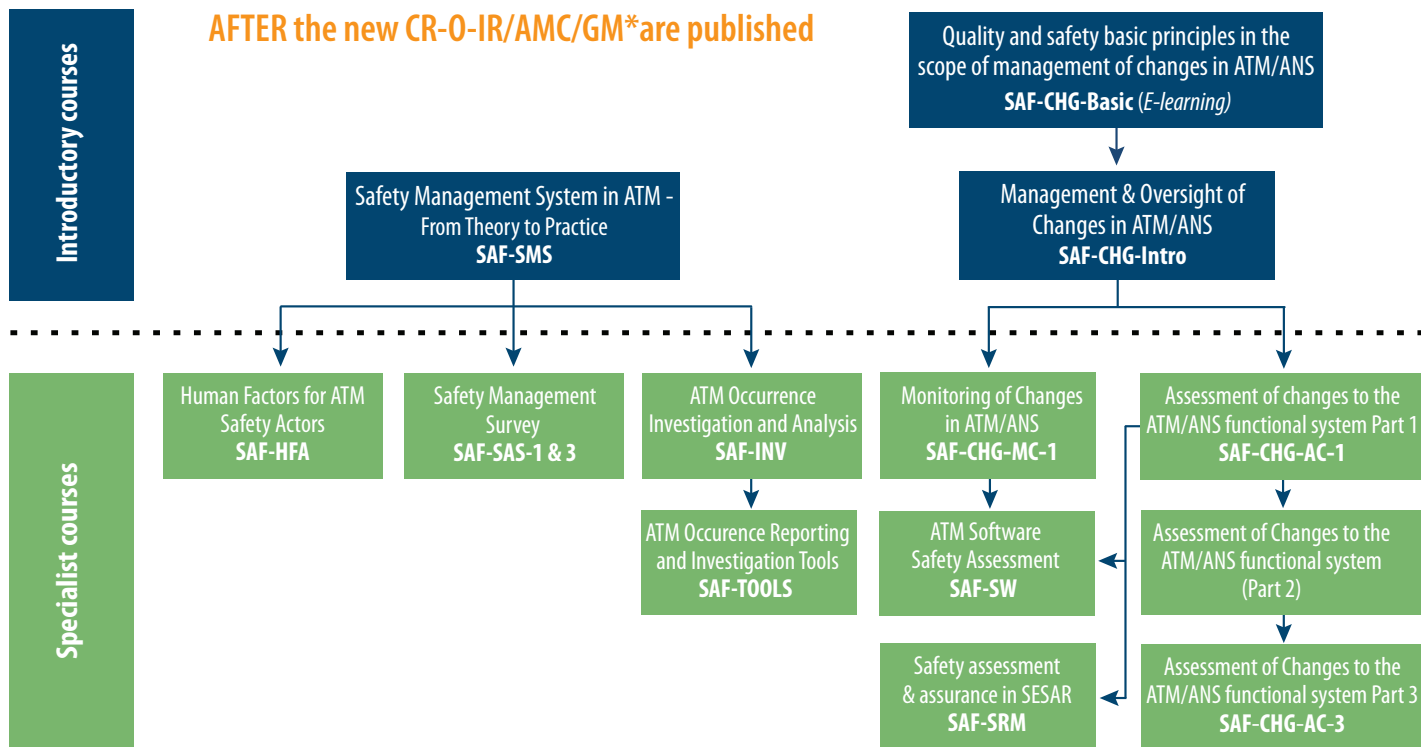 AFTER the new CR-O-IR/AMC/GM*are published
Introductory courses
Quality and safety basic principles in the
scope of management of changes in ATM/ANS
SAF-CHG-Basic (E-learning)
Safety Management System in ATM -
From Theory to Practice
SAF-SMS
Management & Oversight of
Changes in ATM/ANS
SAF-CHG-Intro
Specialist courses
Human Factors for ATM
Safety Actors
SAF-HFA
Safety Management
Survey
SAF-SAS-1 & 3
ATM Occurrence
Investigation and Analysis
SAF-INV
Monitoring of Changes
in ATM/ANS
SAF-CHG-MC-1
Assessment of changes to the
ATM/ANS functional system Part 1
SAF-CHG-AC-1
ATM Occurence Reporting
and Investigation Tools
SAF-TOOLS
ATM Software
Safety Assessment
SAF-SW
Assessment of Changes to the
ATM/ANS functional system
(Part 2)
Safety assessment
& assurance in SESAR
SAF-SRM
Assessment of Changes to the
ATM/ANS functional system Part 3
SAF-CHG-AC-3